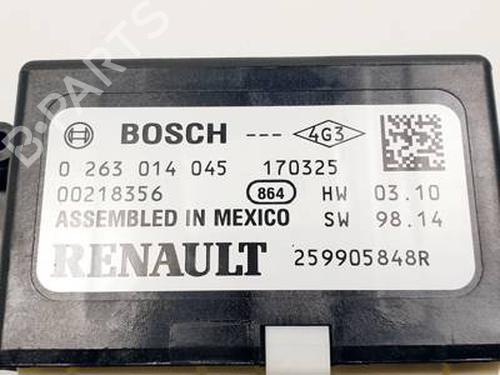 BOSCH --- 4G3
0 263 014 045 170325
00218356 864 HW 03.10
ASSEMBLED IN MEXICO SW 98.14
RENAULT 259905848R
B-PARTS